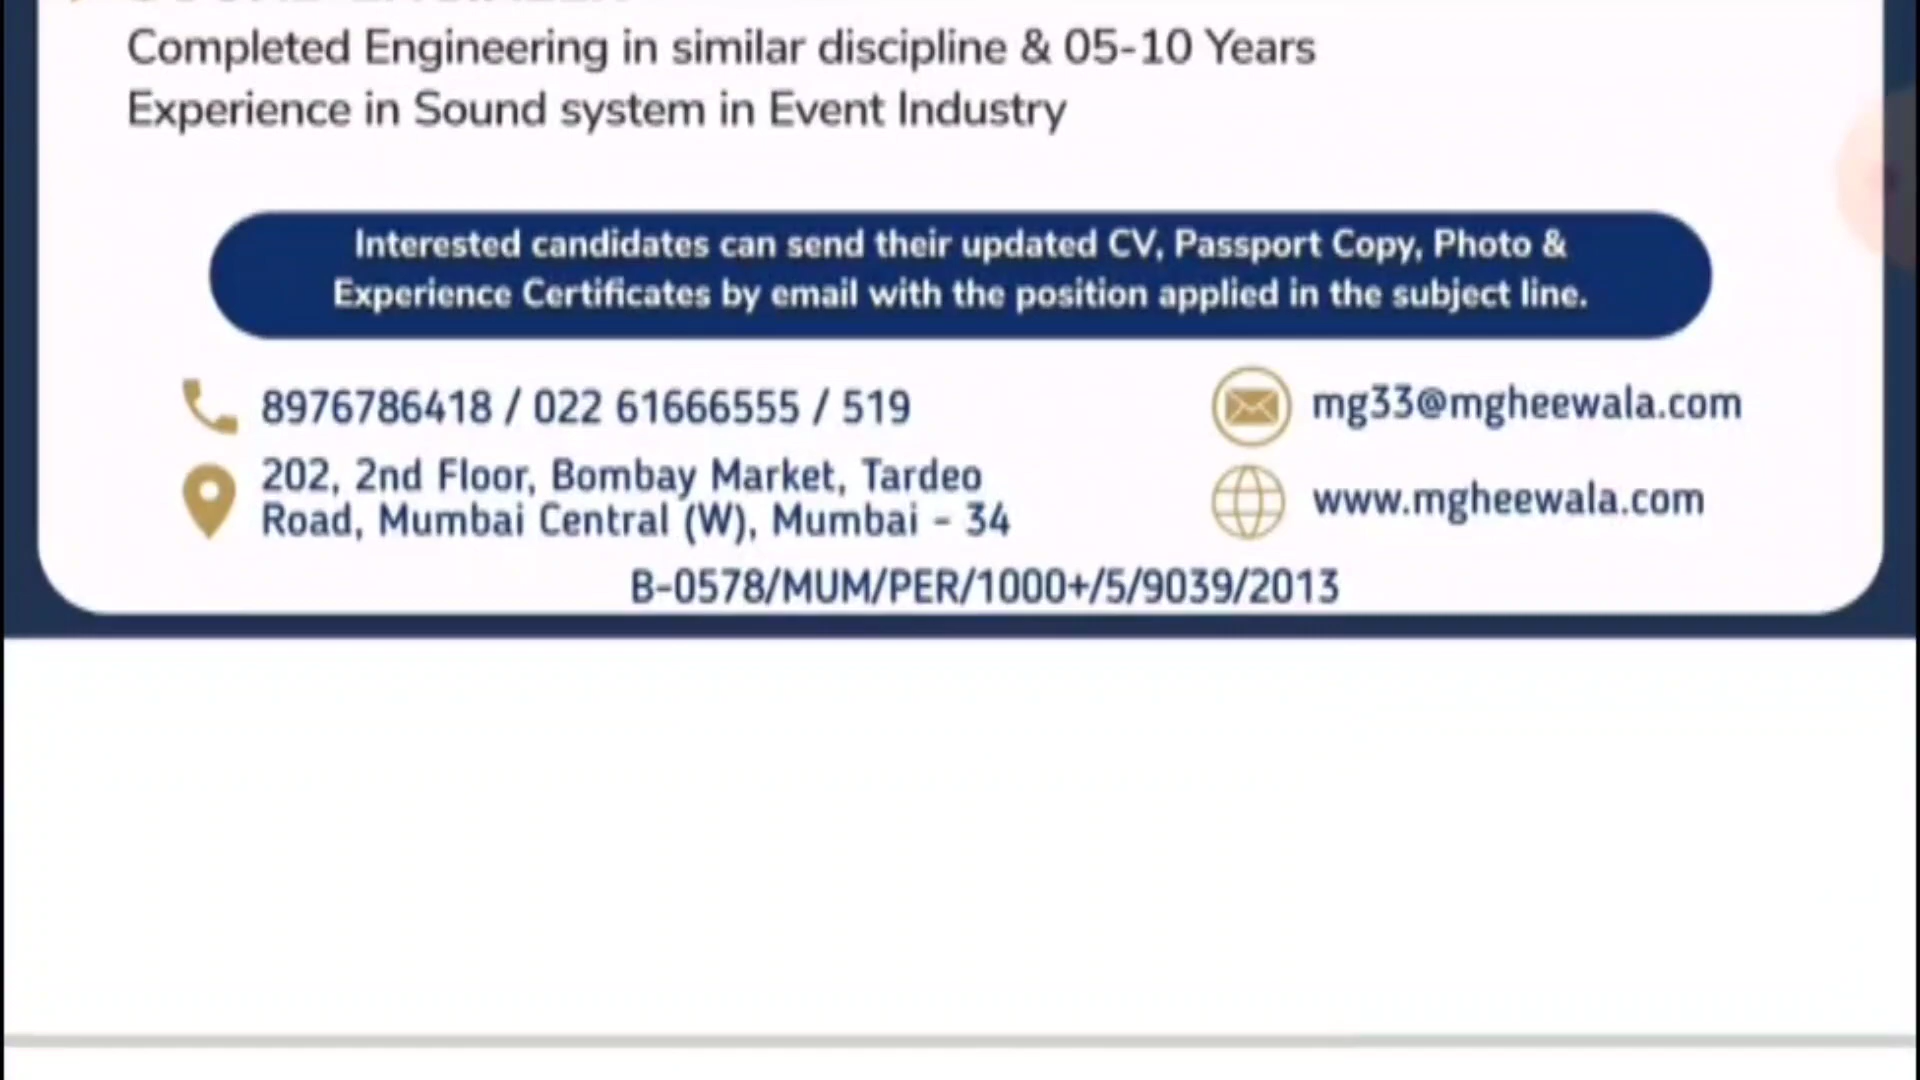 Completed Engineering in similar discipline & 05-10 Years
Experience in Sound system in Event Industry
Interested candidates can send their updated CV, Passport Copy, Photo &
Experience Certificates by email with the position applied in the subject line.
8976786418 / 022 61666555 / 519
mg33@mgheewala.com
202, 2nd Floor, Bombay Market, Tardeo
Road, Mumbai Central (W), Mumbai - 34
www.mgheewala.com
B-0578/MUM/PER/1000+/5/9039/2013